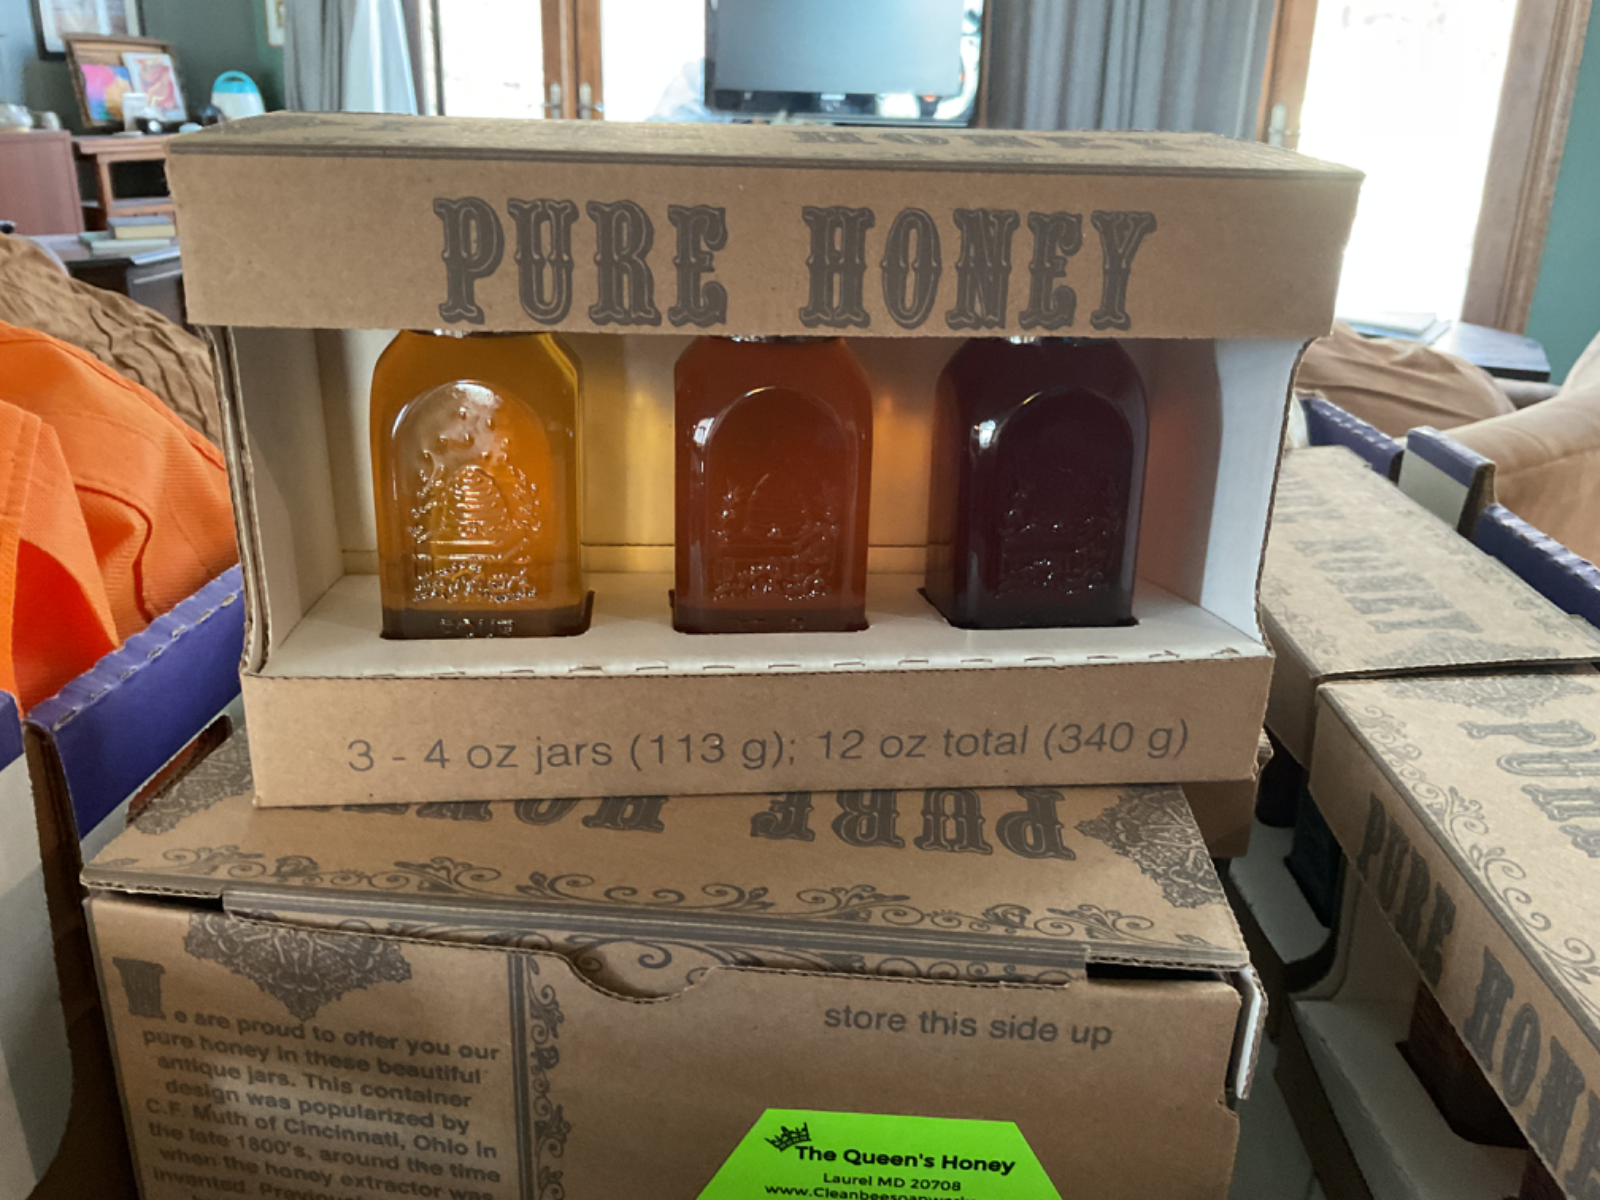 PURE HONEY
3 - 4 oz jars (113 g); 12 oz total (340 g)
PURE HONEY
We are proud to offer you our
pure honey in these beautiful
antique jars. This container
design was popularized by
C.F. Muth of Cincinnati, Ohio in
the late 1800's, around the time
when the honey extractor was
invented.
store this side up
The Queen's Honey
Laurel MD 20708
PURE HONEY